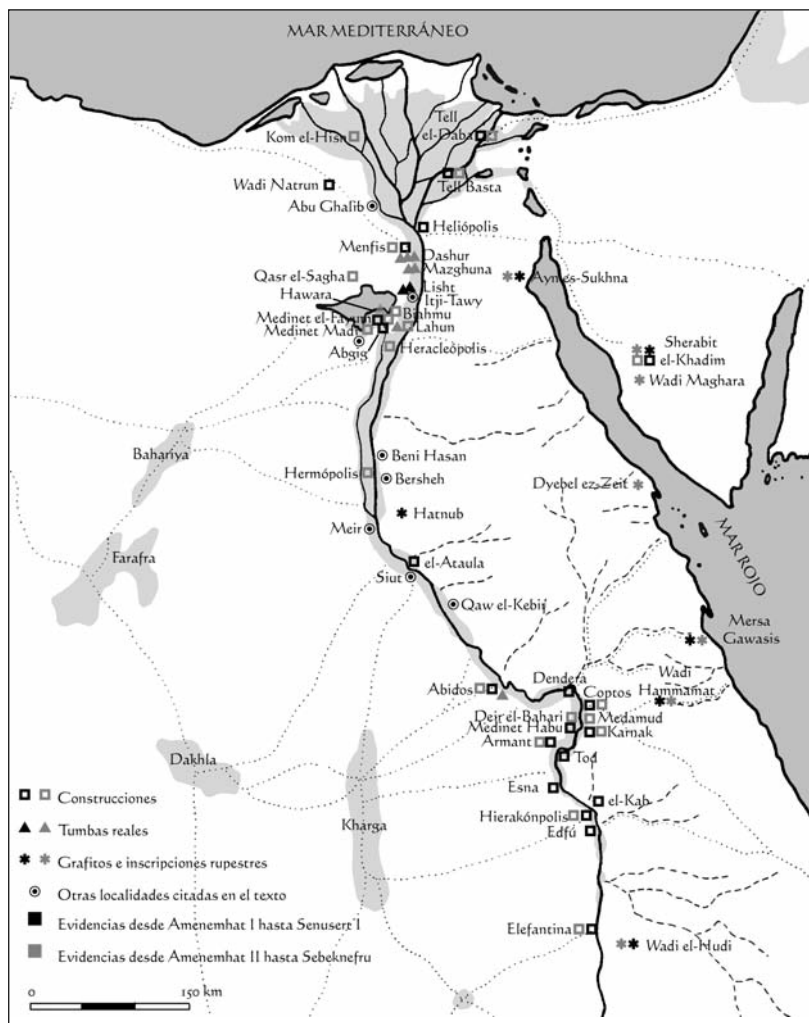 MAR MEDITERRÁNEO
Tell
el-Daba
Kom el-Hisn
Wadi Natrun
Tell Basta
Abu Ghalib
Heliópolis
Menfis
Dashur
Mazghuna
Qasr el-Sagha
Ayn es-Sukhna
Lisht
Hawara
Itji-Tawy
Biahmu
Medinet el-Fayum
Medinet Madi
Lahun
Abgig
Heracleópolis
Sherabit
el-Khadim
Wadi Maghara
Bahariya
Beni Hasan
Hermópolis
Bersheh
Dyebel ez-Zeit
Hatnub
Meir
MAR ROJO
Farafra
el-Ataula
Siut
Qaw el-Kebir
Mersa
Gawasis
Wadi
Hammamat
Dendera
Abidos
Coptos
Deir el-Bahari
Medamud
Medinet Habu
Karnak
Armant
Tod
Dakhla
Esna
el-Kab
Kharga
Hierakónpolis
Edfú
Elefantina
Wadi el-Hudi
Construcciones
Tumbas reales
Grafitos e inscripciones rupestres
Otras localidades citadas en el texto
Evidencias desde Amenemhat I hasta Senusert I
Evidencias desde Amenemhat II hasta Sebeknefru
0 150 km